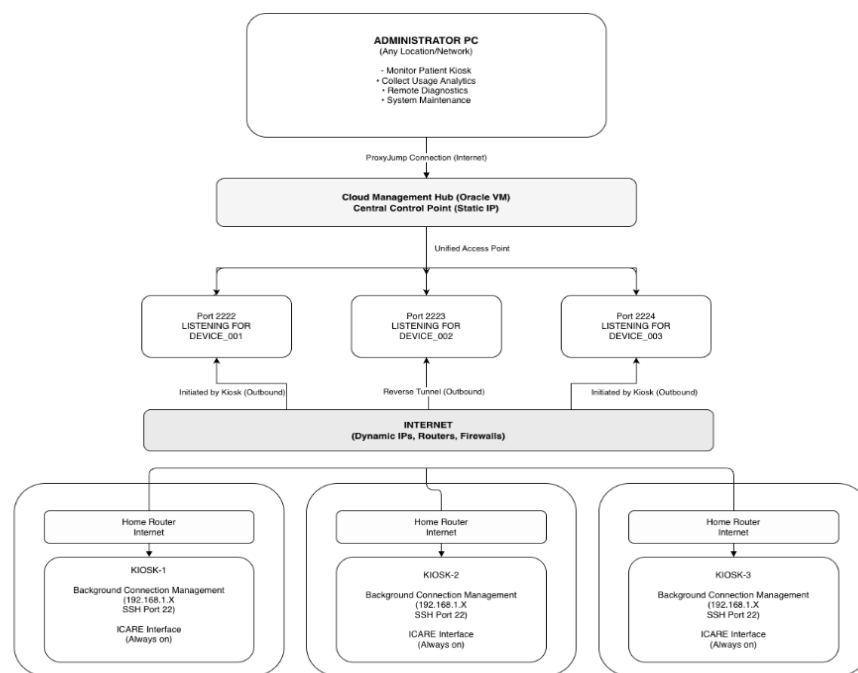 ADMINISTRATOR PC
(Any Location/Network)
- Monitor Patient Kiosk
• Collect Usage Analytics
• Remote Diagnostics
• System Maintenance
ProxyJump Connection (Internet)
Cloud Management Hub (Oracle VM)
Central Control Point (Static IP)
Unified Access Point
Port 2222
LISTENING FOR
DEVICE_001
Port 2223
LISTENING FOR
DEVICE_002
Port 2224
LISTENING FOR
DEVICE_003
Initiated by Kiosk (Outbound)
Reverse Tunnel (Outbound)
Initiated by Kiosk (Outbound)
INTERNET
(Dynamic IPs, Routers, Firewalls)
Home Router
Internet
KIOSK-1
Background Connection Management
(192.168.1.X
SSH Port 22)
ICARE Interface
(Always on)
Home Router
Internet
KIOSK-2
Background Connection Management
(192.168.1.X
SSH Port 22)
ICARE Interface
(Always on)
Home Router
Internet
KIOSK-3
Background Connection Management
(192.168.1.X
SSH Port 22)
ICARE Interface
(Always on)